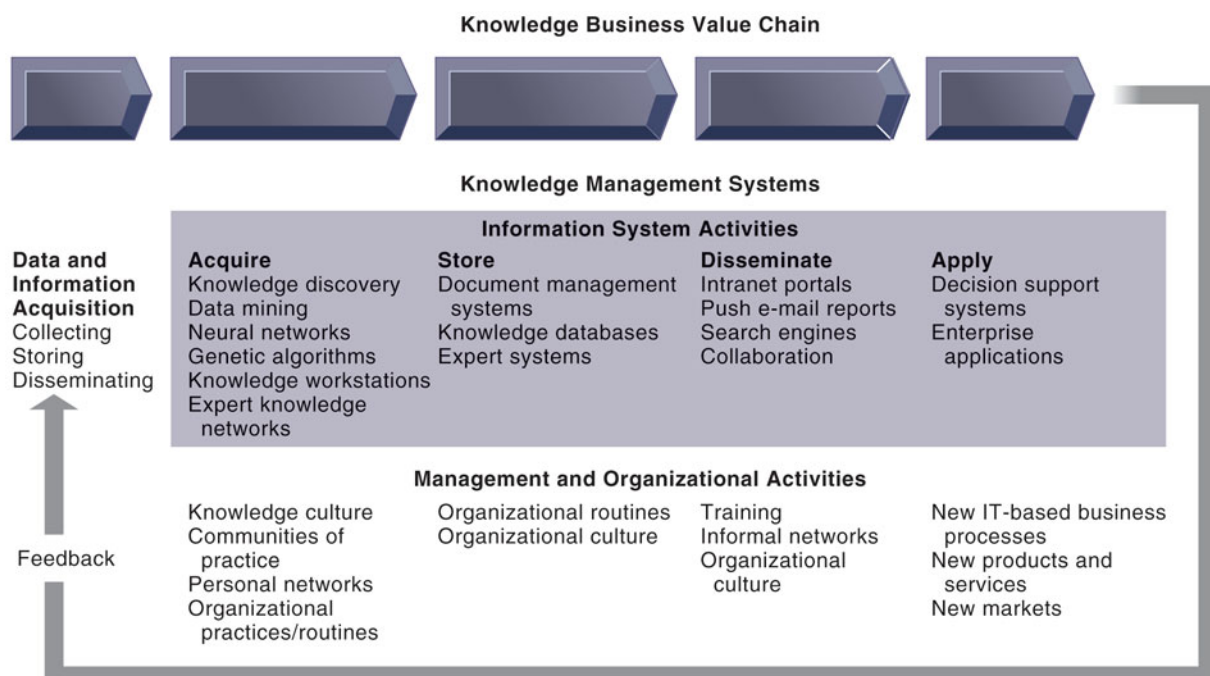 Knowledge Business Value Chain
Knowledge Management Systems
Information System Activities
Data and
Information
Acquisition
Collecting
Storing
Disseminating
Acquire
Knowledge discovery
Data mining
Neural networks
Genetic algorithms
Knowledge workstations
Expert knowledge
networks
Store
Document management
systems
Knowledge databases
Expert systems
Disseminate
Intranet portals
Push e-mail reports
Search engines
Collaboration
Apply
Decision support
systems
Enterprise
applications
Management and Organizational Activities
Knowledge culture
Communities of
practice
Personal networks
Organizational
practices/routines
Organizational routines
Organizational culture
Training
Informal networks
Organizational
culture
New IT-based business
processes
New products and
services
New markets
Feedback